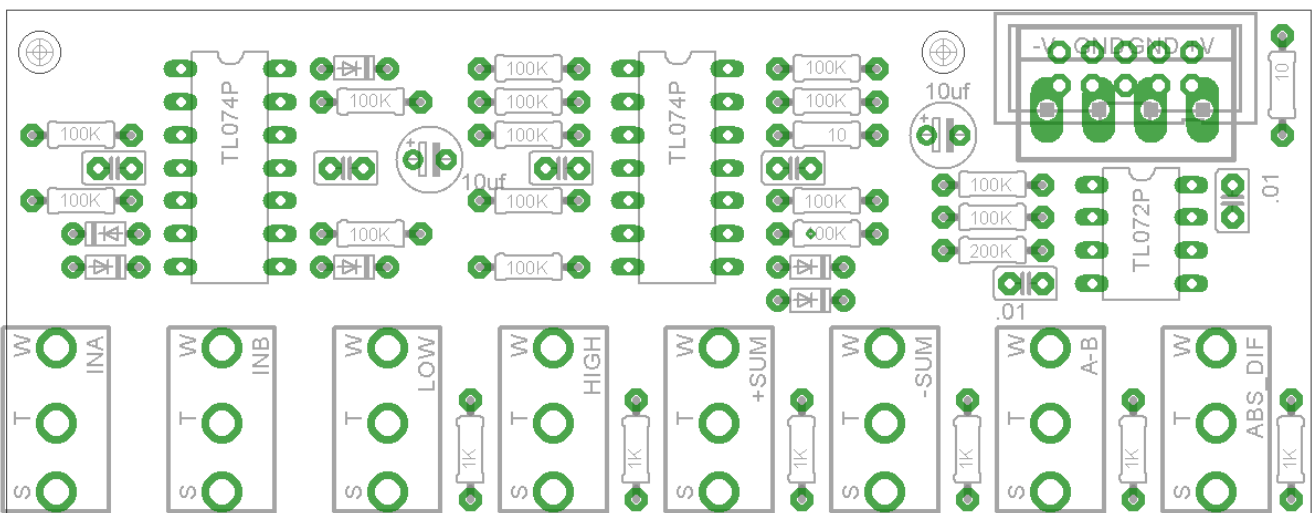 -V GND GND +V
100K
100K
10
TL074P
TL074P
100K
100K
100K
10uf
+
100K
100K
10
+
10uf
100K
100K
100K
100K
.01
100K
TL072P
100K
00K
200K
100K
.01
W T S INA
W T S INB
W T S LOW
1K
W T S HIGH
1K
W T S +SUM
1K
W T S -SUM
1K
W T S A-B
1K
W T S ABS_DIF
1K